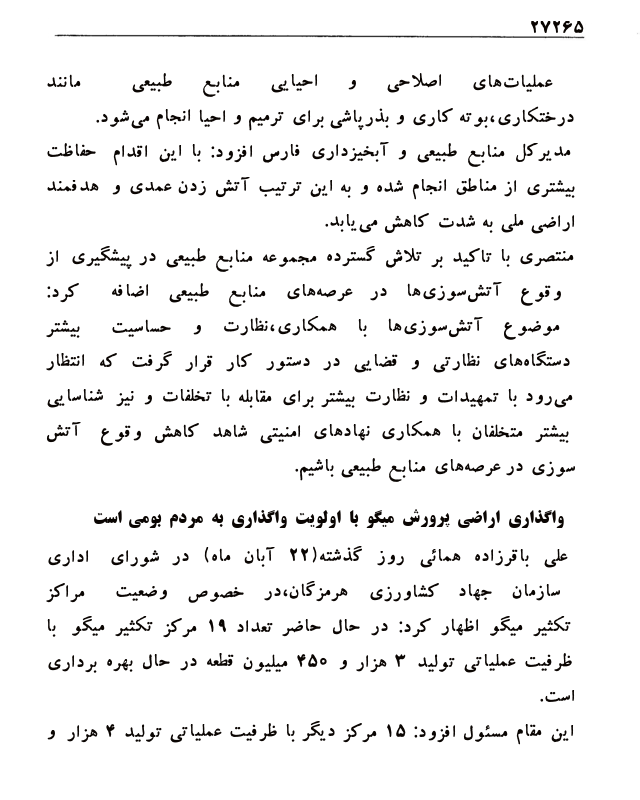 ۲۷۲۶۵
عملیات‌های اصلاحی و احیایی منابع طبیعی مانند
درختکاری،بوته کاری و بذرپاشی برای ترمیم و احیا انجام می‌شود.
مدیرکل منابع طبیعی و آبخیزداری فارس افزود: با این اقدام حفاظت
بیشتری از مناطق انجام شده و به این ترتیب آتش زدن عمدی و هدفمند
اراضی ملی به شدت کاهش می‌یابد.
منتصری با تاکید بر تلاش گسترده مجموعه منابع طبیعی در پیشگیری از
وقوع آتش‌سوزی‌ها در عرصه‌های منابع طبیعی اضافه کرد:
موضوع آتش‌سوزی‌ها با همکاری،نظارت و حساسیت بیشتر
دستگاه‌های نظارتی و قضایی در دستور کار قرار گرفت که انتظار
می‌رود با تمهیدات و نظارت بیشتر برای مقابله با تخلفات و نیز شناسایی
بیشتر متخلفان با همکاری نهادهای امنیتی شاهد کاهش وقوع آتش
سوزی در عرصه‌های منابع طبیعی باشیم.
واگذاری اراضی پرورش میگو با اولویت واگذاری به مردم بومی است
علی باقرزاده همائی روز گذشته(۲۲ آبان ماه) در شورای اداری
سازمان جهاد کشاورزی هرمزگان،در خصوص وضعیت مراکز
تکثیر میگو اظهار کرد: در حال حاضر تعداد ۱۹ مرکز تکثیر میگو با
ظرفیت عملیاتی تولید ۳ هزار و ۴۵۰ میلیون قطعه در حال بهره برداری
است.
این مقام مسئول افزود: ۱۵ مرکز دیگر با ظرفیت عملیاتی تولید ۴ هزار و